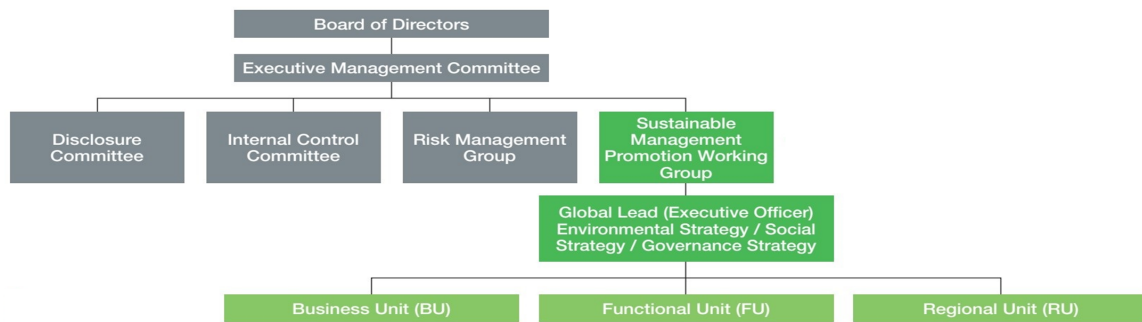 Board of Directors
Executive Management Committee
Disclosure
Committee
Internal Control
Committee
Risk Management
Group
Sustainable
Management
Promotion Working
Group
Global Lead (Executive Officer)
Environmental Strategy / Social
Strategy / Governance Strategy
Business Unit (BU)
Functional Unit (FU)
Regional Unit (RU)